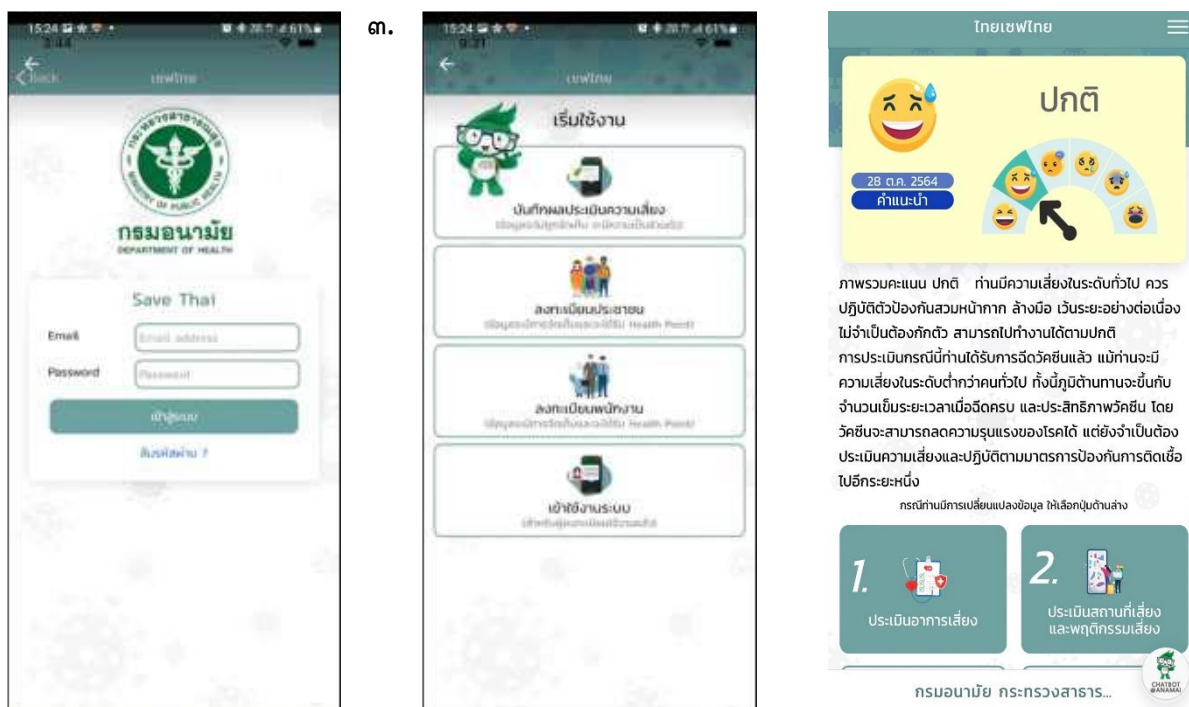 15:24
61%
Back
เซฟไทย
กระทรวงสาธารณสุข
MINISTRY OF PUBLIC HEALTH
กรมอนามัย
DEPARTMENT OF HEALTH
Save Thai
Email
Email address
Password
Password
เข้าสู่ระบบ
ลืมรหัสผ่าน ?
๓.
15:24
61%
เซฟไทย
เริ่มใช้งาน
บันทึกผลประเมินความเสี่ยง
ลงทะเบียนประชาชน
ลงทะเบียนพนักงาน
เข้าใช้งานระบบ
ไทยเซฟไทย
ปกติ
28 ต.ค. 2564
คำแนะนำ
ภาพรวมคะแนน ปกติ ท่านมีความเสี่ยงในระดับทั่วไป ควร
ปฏิบัติตัวป้องกันสวมหน้ากาก ล้างมือ เว้นระยะอย่างต่อเนื่อง
ไม่จำเป็นต้องกักตัว สามารถไปทำงานได้ตามปกติ
การประเมินกรณีนี้ท่านได้รับการฉีดวัคซีนแล้ว แม้ท่านจะมี
ความเสี่ยงในระดับต่ำกว่าคนทั่วไป ทั้งนี้ภูมิต้านทานจะขึ้นกับ
จำนวนเข็มระยะเวลาเมื่อฉีดครบ และประสิทธิภาพวัคซีน โดย
วัคซีนจะสามารถลดความรุนแรงของโรคได้ แต่ยังจำเป็นต้อง
ประเมินความเสี่ยงและปฏิบัติตามมาตรการป้องกันการติดเชื้อ
ไปอีกระยะหนึ่ง
กรณีท่านมีการเปลี่ยนแปลงข้อมูล ให้เลือกปุ่มด้านล่าง
1.
ประเมินอาการเสี่ยง
2.
ประเมินสถานที่เสี่ยง
และพฤติกรรมเสี่ยง
CHATBOT
@ANAMAI
กรมอนามัย กระทรวงสาธาร...